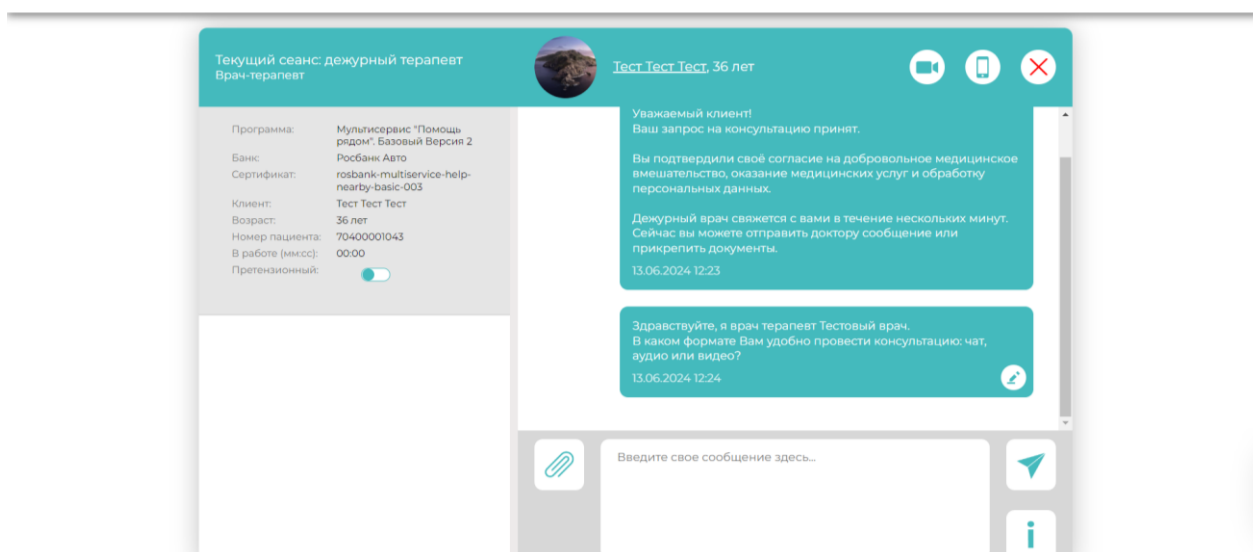 Текущий сеанс: дежурный терапевт
Врач-терапевт
Тест Тест Тест, 36 лет
Программа: Мультисервис "Помощь
рядом". Базовый Версия 2
Банк: Росбанк Авто
Сертификат: rosbank-multiservice-help-
nearby-basic-003
Клиент: Тест Тест Тест
Возраст: 36 лет
Номер пациента: 70400001043
В работе (мм:сс): 00:00
Претензионный:
Уважаемый клиент!
Ваш запрос на консультацию принят.
Вы подтвердили своё согласие на добровольное медицинское
вмешательство, оказание медицинских услуг и обработку
персональных данных.
Дежурный врач свяжется с вами в течение нескольких минут.
Сейчас вы можете отправить доктору сообщение или
прикрепить документы.
13.06.2024 12:23
Здравствуйте, я врач терапевт Тестовый врач.
В каком формате Вам удобно провести консультацию: чат,
аудио или видео?
13.06.2024 12:24
Введите свое сообщение здесь...